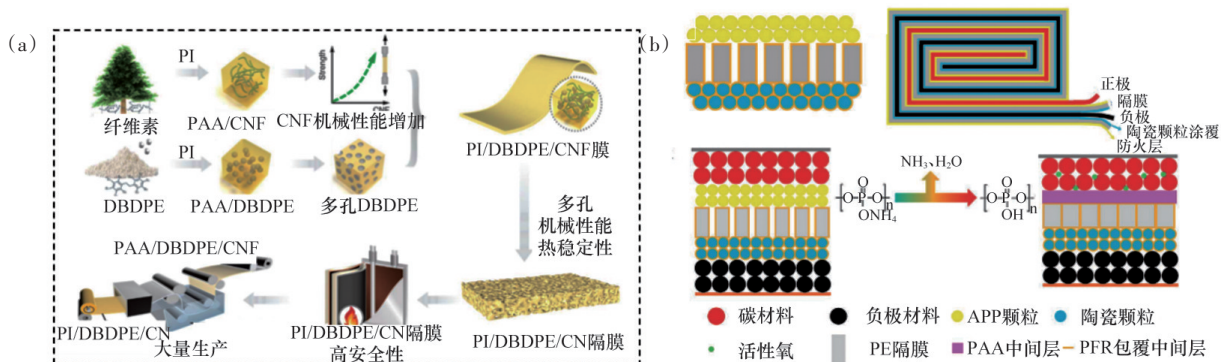 (a)
PI
Strength
CNF
纤维素
PAA/CNF
CNF机械性能增加
PI
DBDPE
PAA/DBDPE
多孔DBDPE
PI/DBDPE/CNF膜
多孔
机械性能
热稳定性
PAA/DBDPE/CNF
PI/DBDPE/CN
大量生产
PI/DBDPE/CN隔膜
高安全性
PI/DBDPE/CN隔膜
(b)
正极
隔膜
负极
陶瓷颗粒涂覆
防火层
O
O-P-O
n
ONH₄
NH₃、H₂O
O
O-P-O
n
OH
碳材料
负极材料
APP颗粒
陶瓷颗粒
活性氧
PE隔膜
PAA中间层
PFR包覆中间层